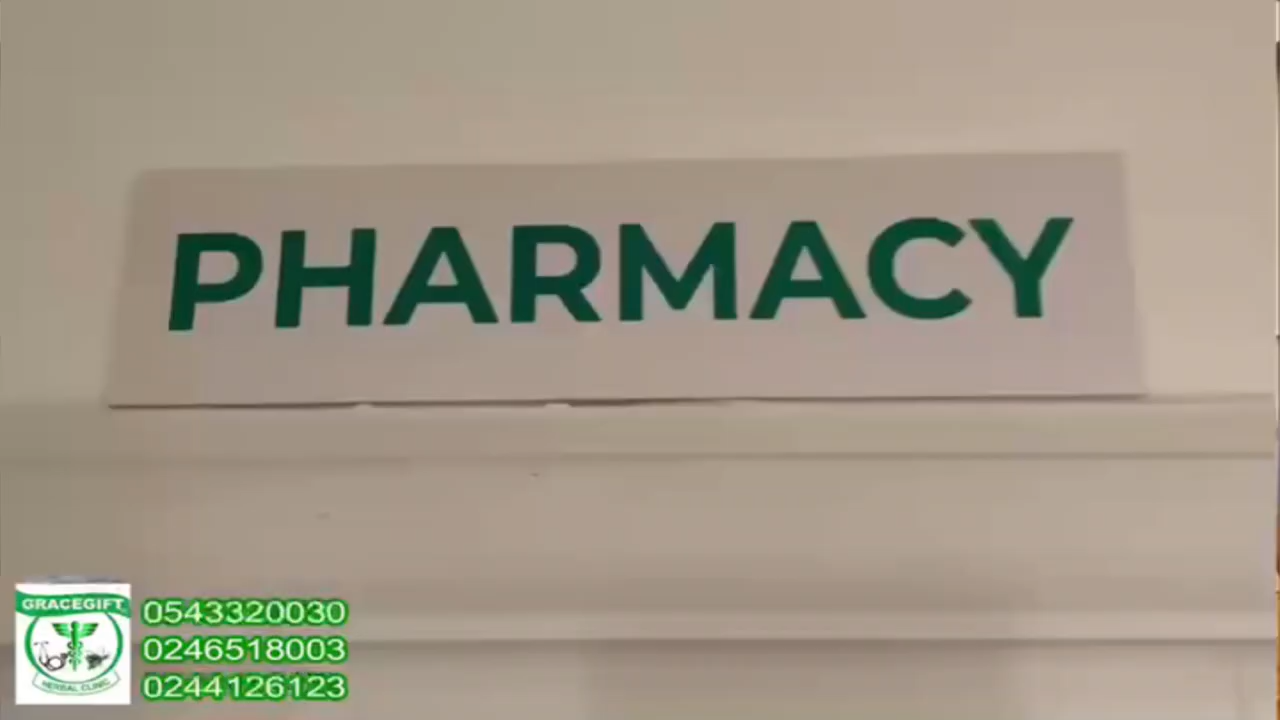 PHARMACY
GRACEGIFT
HERBAL CLINIC
0543320030
0246518003
0244126123